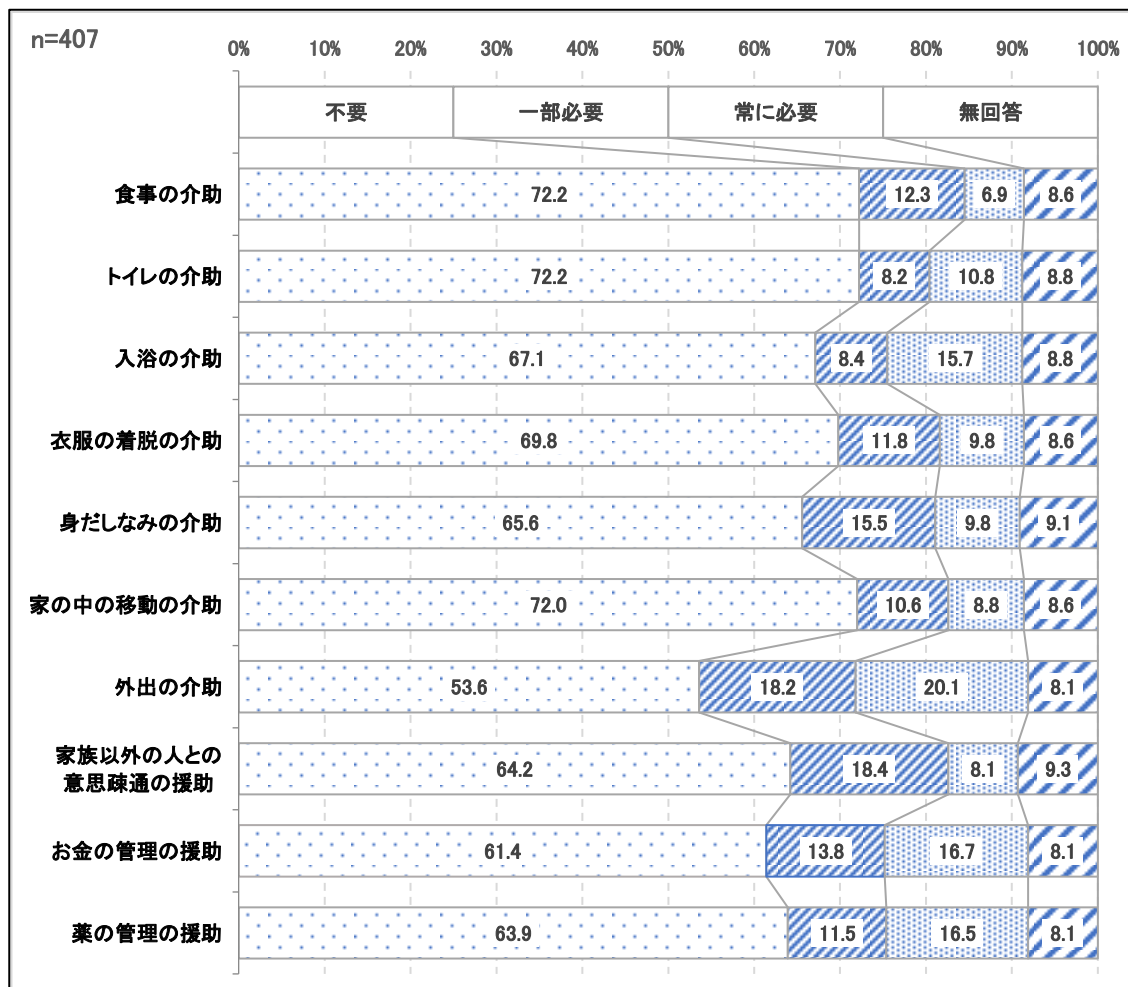 n=407
0% 10% 20% 30% 40% 50% 60% 70% 80% 90% 100%
不要 一部必要 常に必要 無回答
食事の介助 72.2 12.3 6.9 8.6
トイレの介助 72.2 8.2 10.8 8.8
入浴の介助 67.1 8.4 15.7 8.8
衣服の着脱の介助 69.8 11.8 9.8 8.6
身だしなみの介助 65.6 15.5 9.8 9.1
家の中の移動の介助 72.0 10.6 8.8 8.6
外出の介助 53.6 18.2 20.1 8.1
家族以外の人との
意思疎通の援助 64.2 18.4 8.1 9.3
お金の管理の援助 61.4 13.8 16.7 8.1
薬の管理の援助 63.9 11.5 16.5 8.1